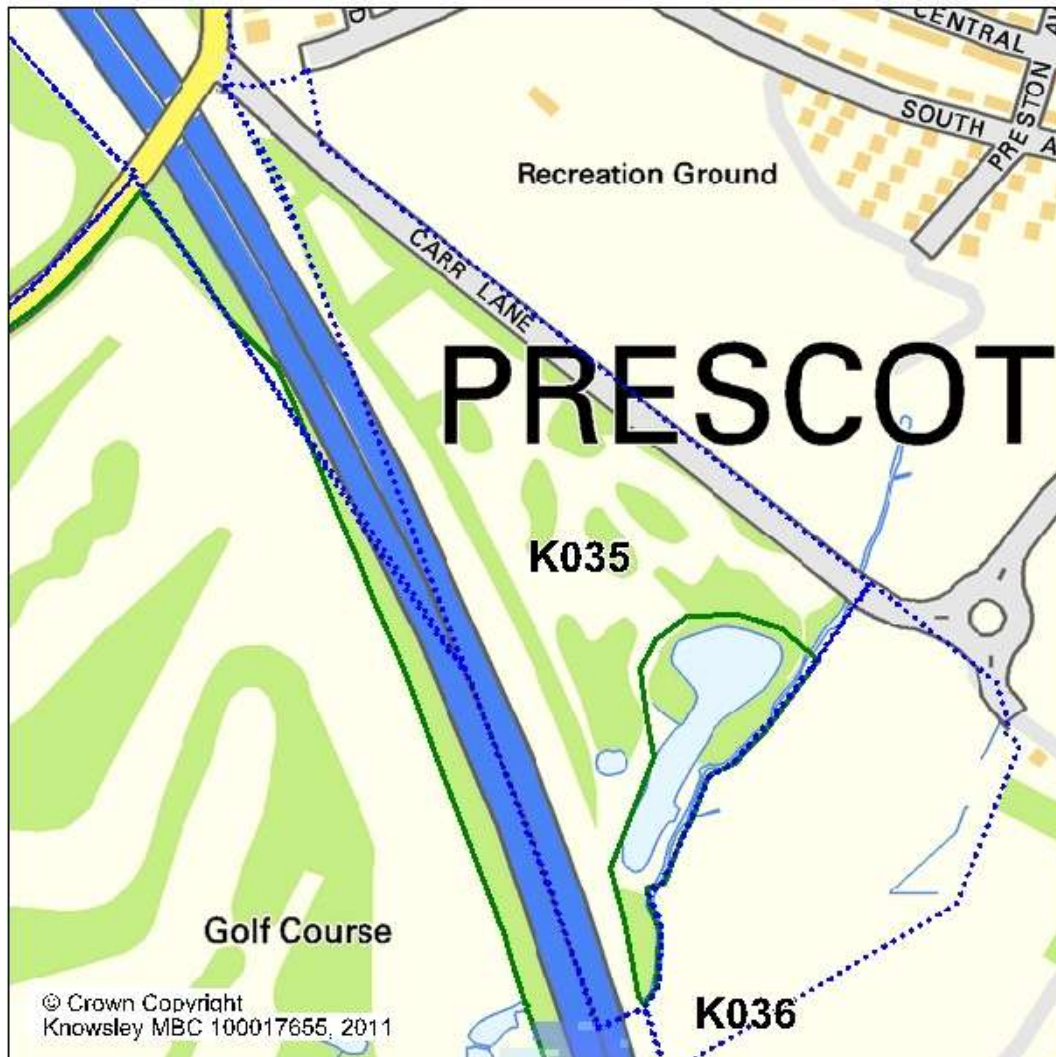 D
CENTRAL
SOUTH A
PRESTON A
Recreation Ground
CARR LANE
PRESCOT
K035
Golf Course
K036
© Crown Copyright
Knowsley MBC 100017655, 2011